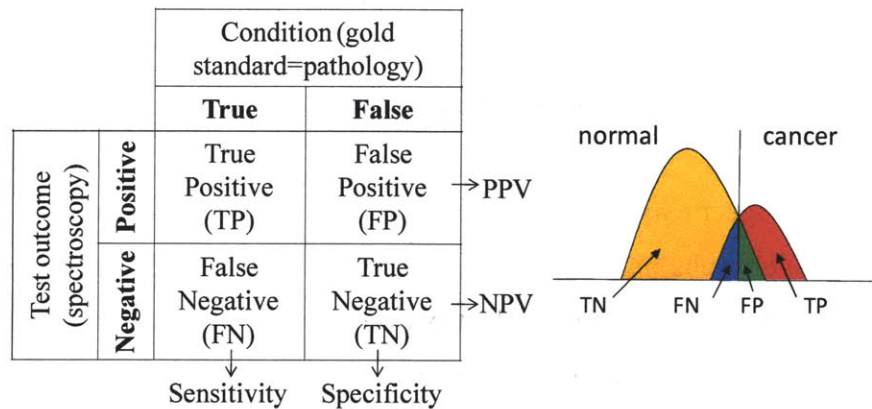 Condition (gold
standard=pathology)
True
False
Test outcome
(spectroscopy)
Positive
True
Positive
(TP)
False
Positive
(FP)
PPV
Negative
False
Negative
(FN)
True
Negative
(TN)
NPV
Sensitivity
Specificity
normal
cancer
TN
FN
FP
TP